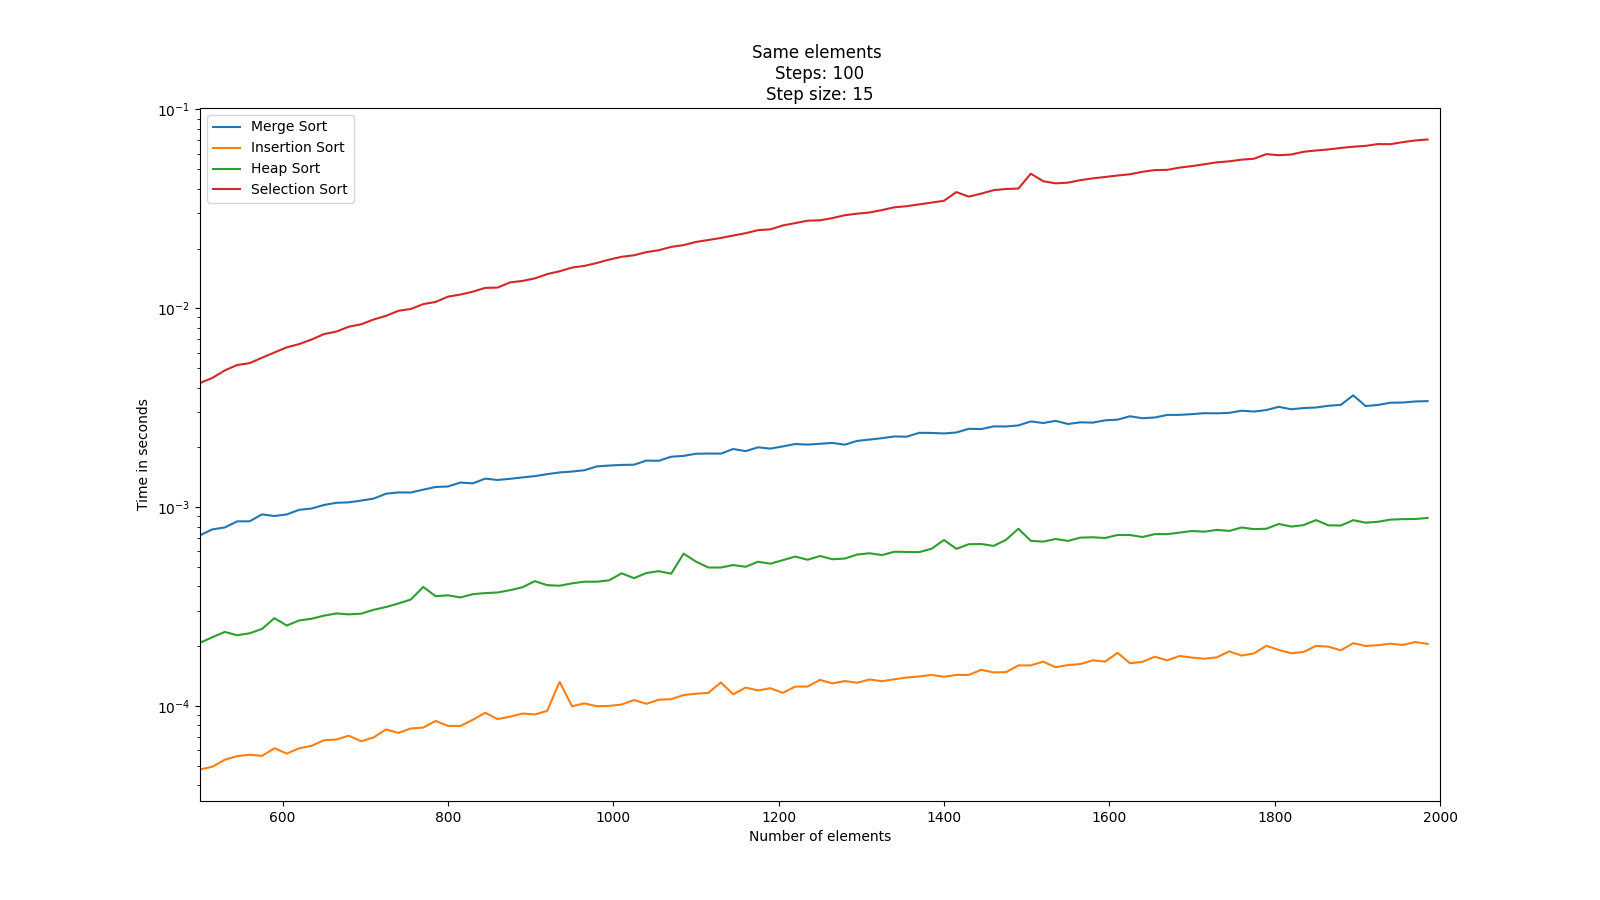 Same elements
Steps: 100
Step size: 15
10⁻¹
10⁻²
10⁻³
10⁻⁴
Time in seconds
Merge Sort
Insertion Sort
Heap Sort
Selection Sort
600 800 1000 1200 1400 1600 1800 2000
Number of elements